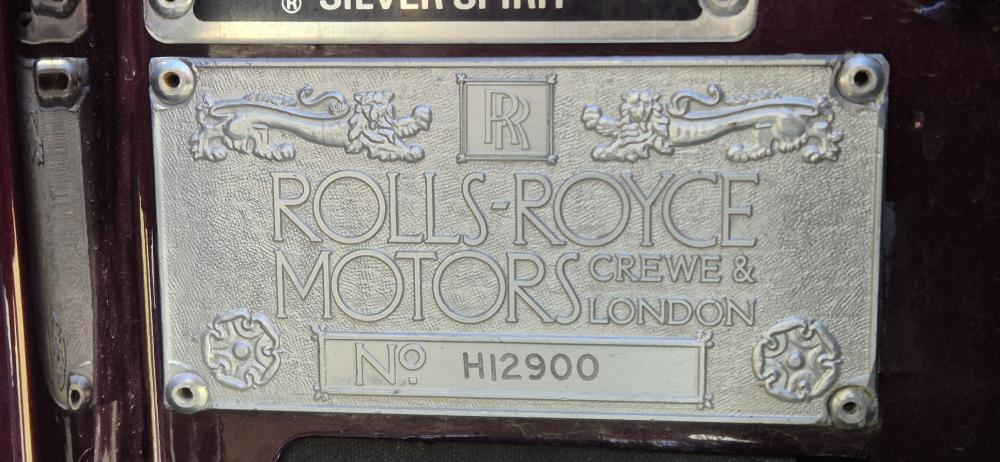 ® SILVER SPIRIT
RR
ROLLS-ROYCE
MOTORS CREWE &
LONDON
No. H12900